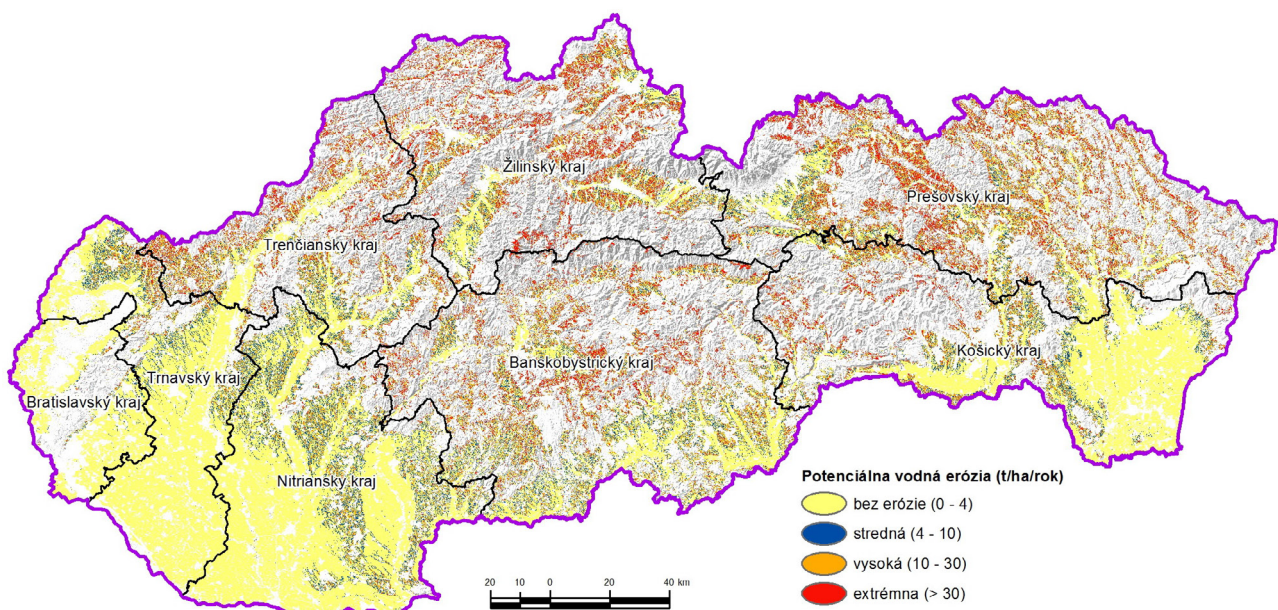 Žilinský kraj
Prešovský kraj
Trenčiansky kraj
Banskobystrický kraj
Košický kraj
Trnavský kraj
Bratislavský kraj
Nitriansky kraj
Potenciálna vodná erózia (t/ha/rok)
bez erózie (0 - 4)
stredná (4 - 10)
vysoká (10 - 30)
extrémna (> 30)
20 10 0 20 40 km